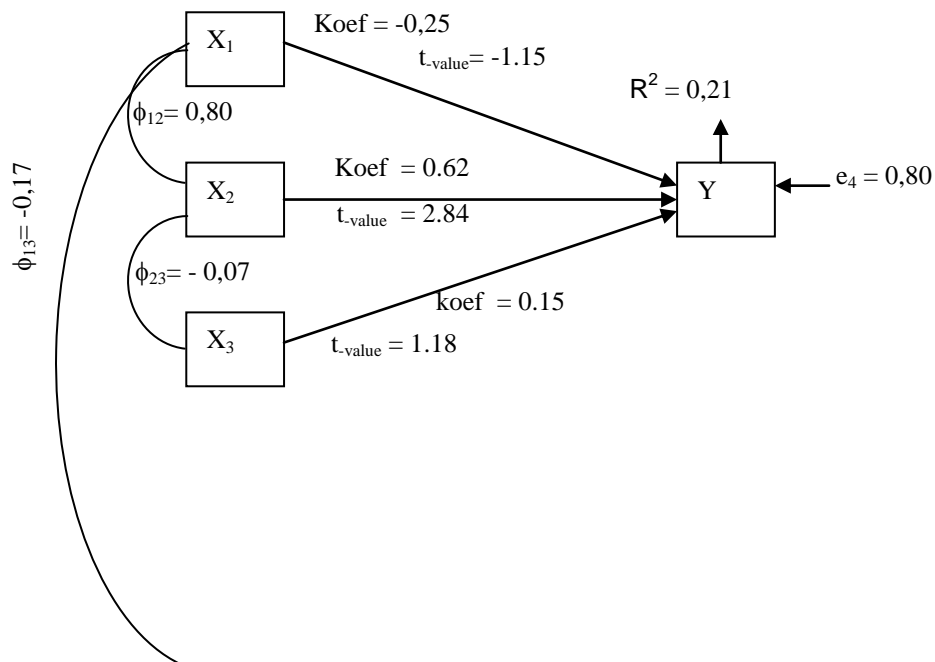 X₁
Koef = -0,25
t-value= -1.15
R² = 0,21
ϕ₁₂= 0,80
ϕ₁₃= -0,17
X₂
Koef = 0.62
t-value = 2.84
Y
e₄ = 0,80
ϕ₂₃= - 0,07
koef = 0.15
X₃
t-value = 1.18